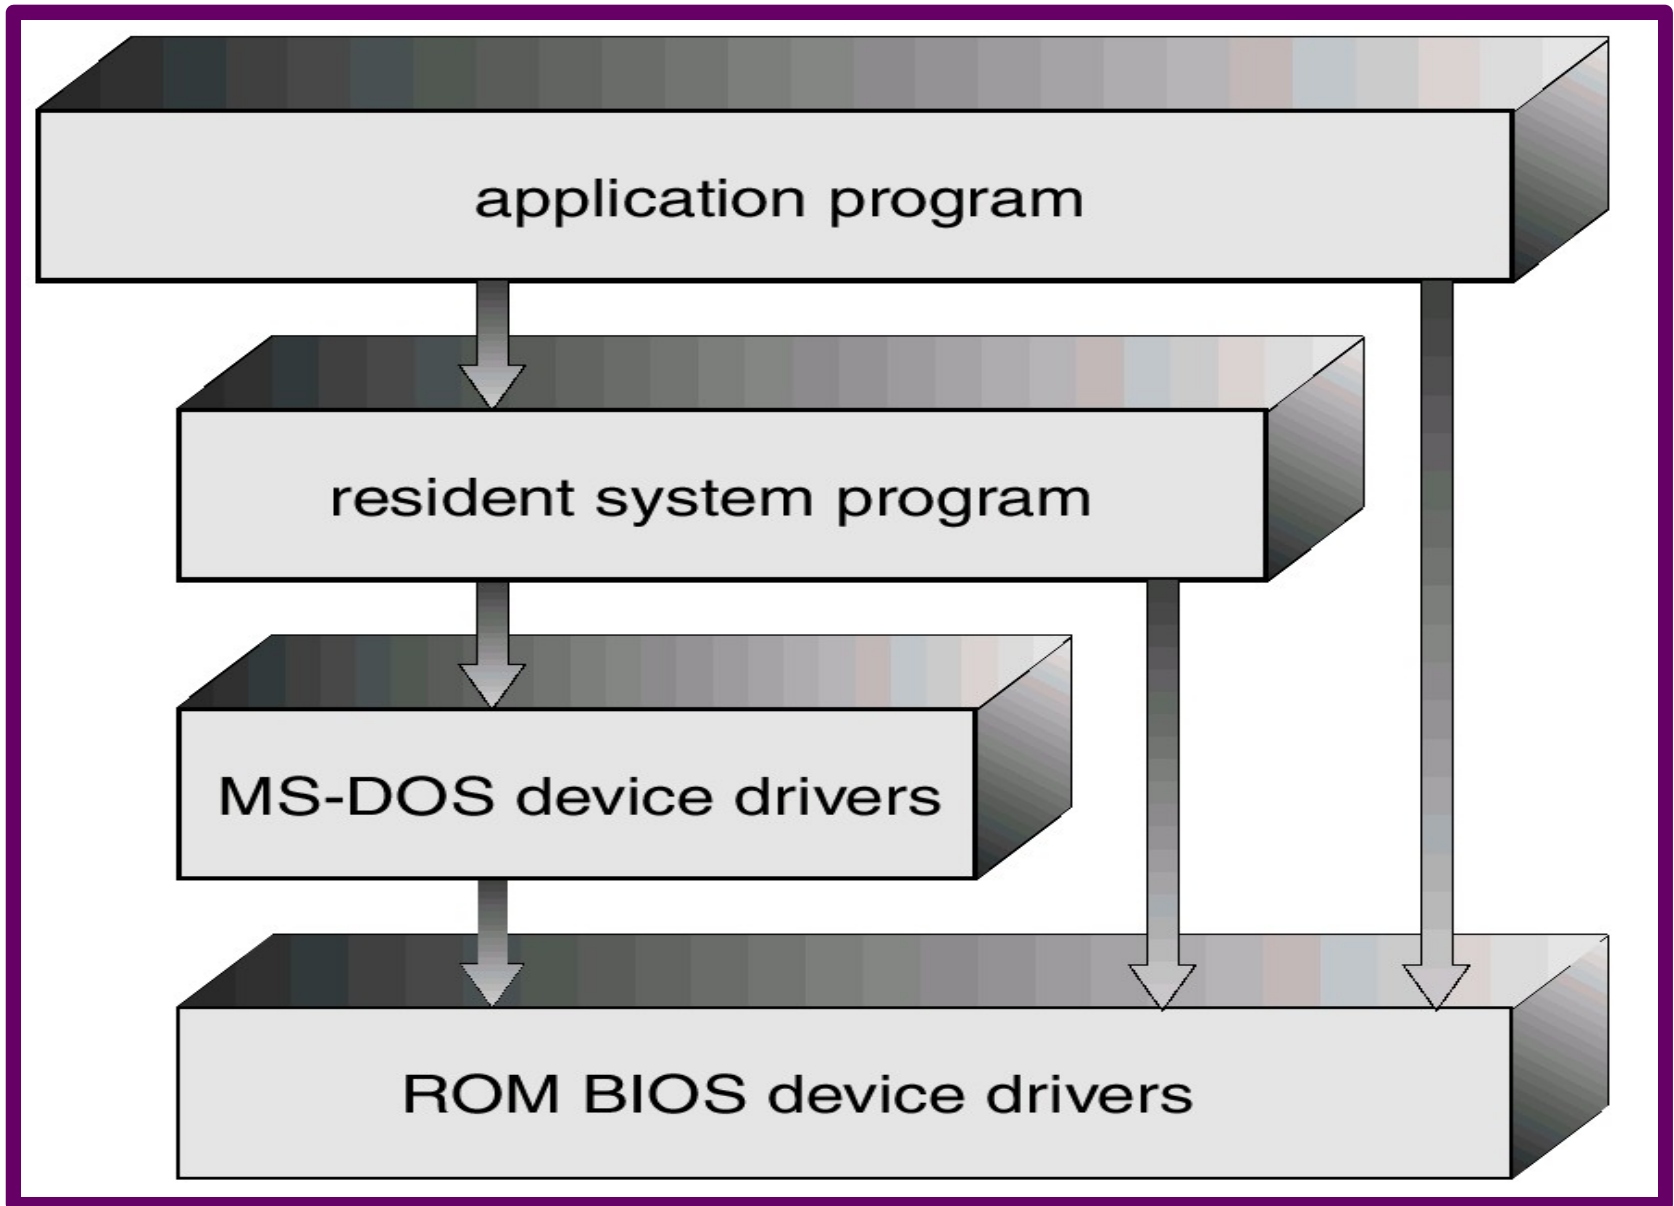 application program
resident system program
MS-DOS device drivers
ROM BIOS device drivers